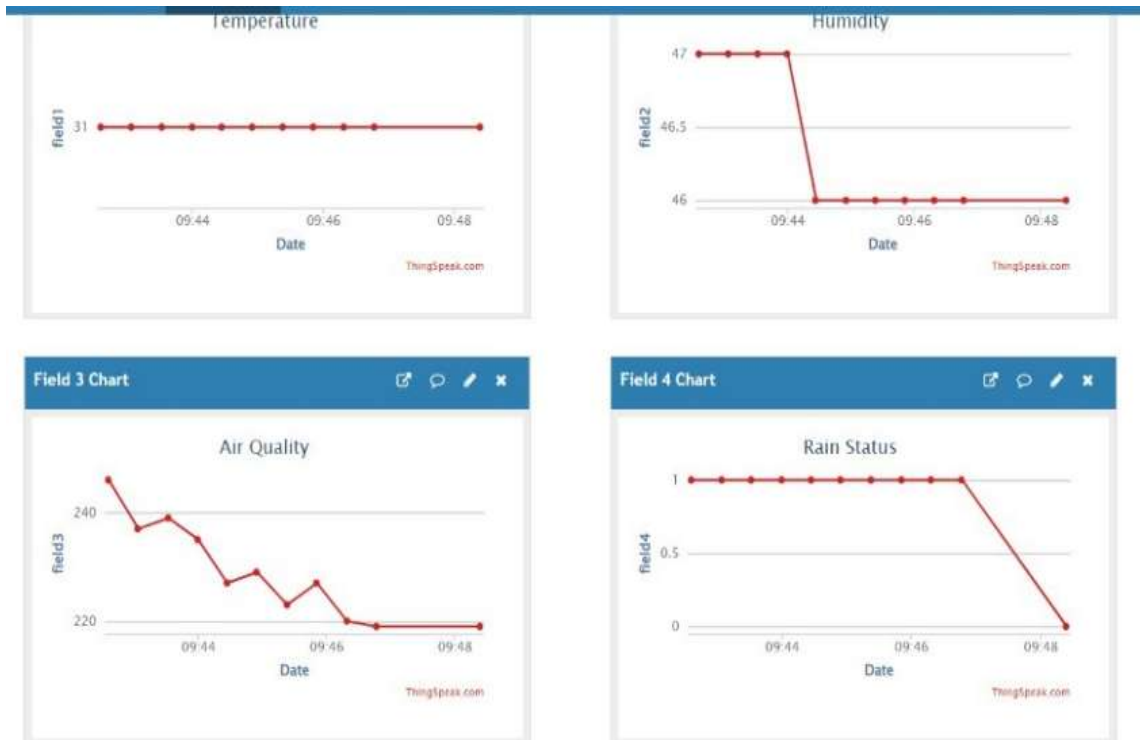 Temperature
31
field1
09:44 09:46 09:48
Date
ThingSpeak.com
Humidity
47
46.5
46
field2
09:44 09:46 09:48
Date
ThingSpeak.com
Field 3 Chart
Air Quality
240
220
field3
09:44 09:46 09:48
Date
ThingSpeak.com
Field 4 Chart
Rain Status
1
0.5
0
field4
09:44 09:46 09:48
Date
ThingSpeak.com